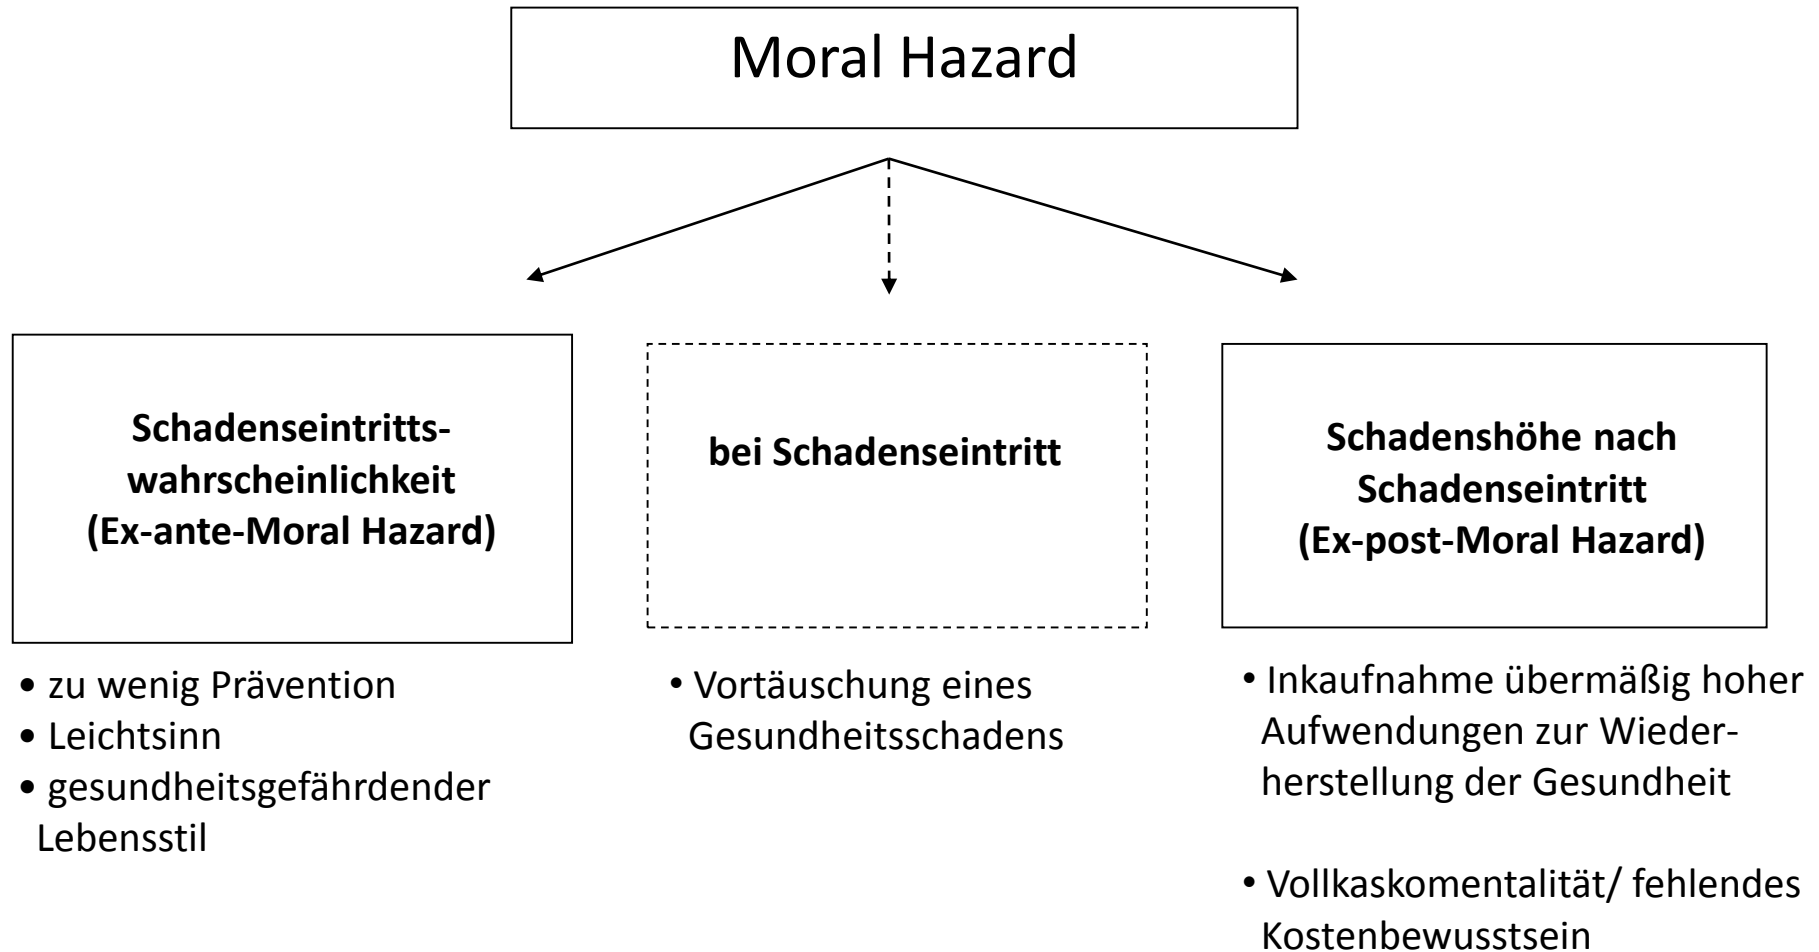 Moral Hazard
Schadenseintritts-
wahrscheinlichkeit
(Ex-ante-Moral Hazard)
• zu wenig Prävention
• Leichtsinn
• gesundheitsgefährdender
Lebensstil
bei Schadenseintritt
• Vortäuschung eines
Gesundheitsschadens
Schadenshöhe nach
Schadenseintritt
(Ex-post-Moral Hazard)
• Inkaufnahme übermäßig hoher
Aufwendungen zur Wieder-
herstellung der Gesundheit
• Vollkaskomentalität/ fehlendes
Kostenbewusstsein